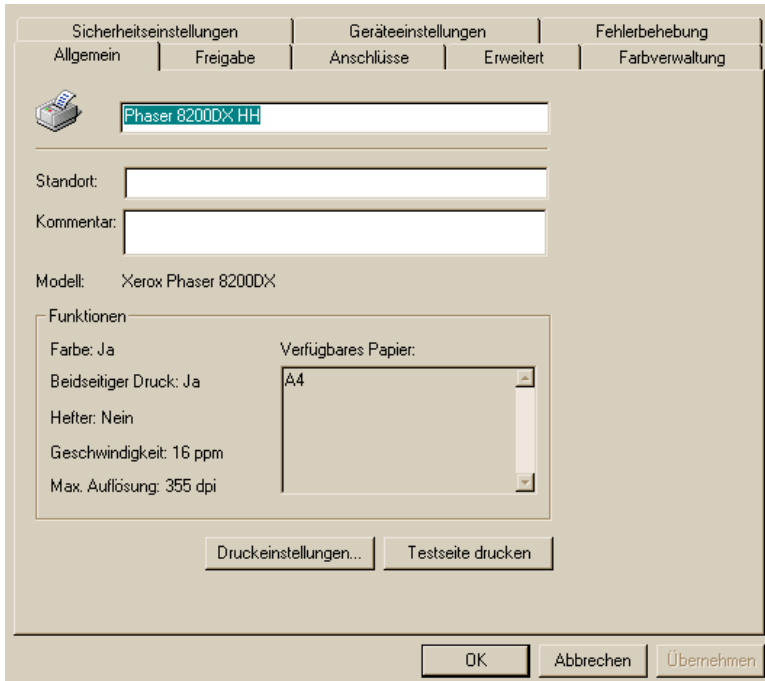 Sicherheitseinstellungen Geräteeinstellungen Fehlerbehebung
Allgemein Freigabe Anschlüsse Erweitert Farbverwaltung
Phaser 8200DX HH
Standort:
Kommentar:
Modell: Xerox Phaser 8200DX
Funktionen
Farbe: Ja Verfügbares Papier:
Beidseitiger Druck: Ja A4
Hefter: Nein
Geschwindigkeit: 16 ppm
Max. Auflösung: 355 dpi
Druckeinstellungen... Testseite drucken
OK Abbrechen Übernehmen